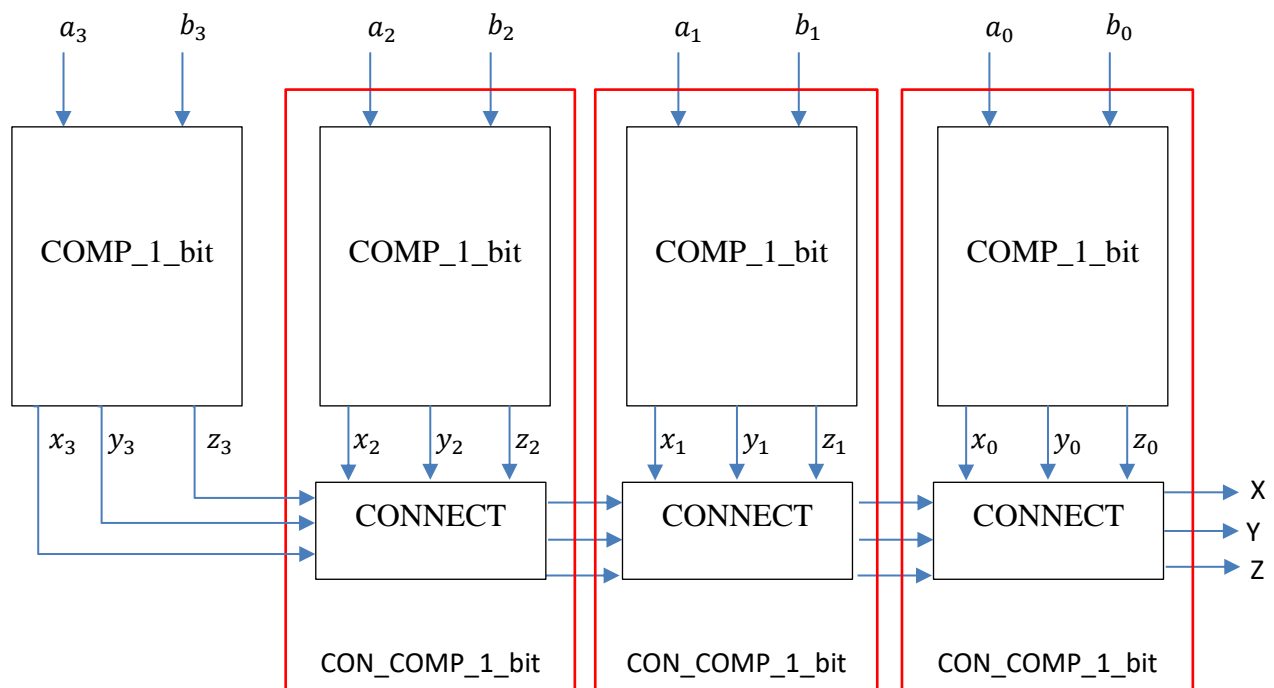 a₃ b₃ a₂ b₂ a₁ b₁ a₀ b₀
COMP_1_bit COMP_1_bit COMP_1_bit COMP_1_bit
x₃ y₃ z₃ x₂ y₂ z₂ x₁ y₁ z₁ x₀ y₀ z₀
CONNECT CONNECT CONNECT X
Y
Z
CON_COMP_1_bit CON_COMP_1_bit CON_COMP_1_bit